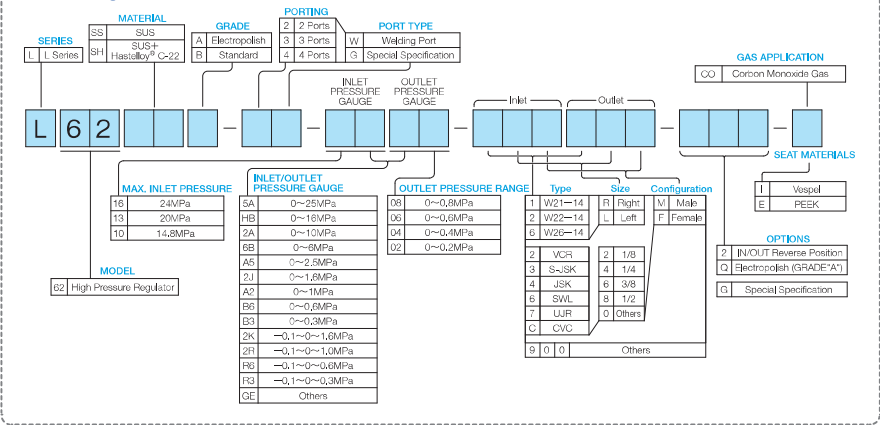 SERIES
L L Series
MATERIAL
SS SUS
SH SUS+ Hastelloy® C-22
GRADE
A Electropolish
B Standard
PORTING
2 2 Ports
3 3 Ports
4 4 Ports
PORT TYPE
W Welding Port
G Special Specification
GAS APPLICATION
CO Corbon Monoxide Gas
INLET PRESSURE GAUGE
OUTLET PRESSURE GAUGE
Inlet
Outlet
L 6 2 – – – – –
SEAT MATERIALS
I Vespel
E PEEK
MAX. INLET PRESSURE
16 24MPa
13 20MPa
10 14.8MPa
MODEL
62 High Pressure Regulator
INLET/OUTLET
PRESSURE GAUGE
5A 0～25MPa
HB 0～16MPa
2A 0～10MPa
6B 0～6MPa
A5 0～2.5MPa
2J 0～1.6MPa
A2 0～1MPa
B6 0～0.6MPa
B3 0～0.3MPa
2K −0.1～0～1.6MPa
2R −0.1～0～1.0MPa
R6 −0.1～0～0.6MPa
R3 −0.1～0～0.3MPa
GE Others
OUTLET PRESSURE RANGE
08 0～0.8MPa
06 0～0.6MPa
04 0～0.4MPa
02 0～0.2MPa
Type Size Configuration
1 W21−14 R Right M Male
2 W22−14 L Left F Female
6 W26−14
2 VCR 2 1/8
3 S-JSK 4 1/4
4 JSK 6 3/8
6 SWL 8 1/2
7 UJR 0 Others
C CVC
9 0 0 Others
OPTIONS
2 IN/OUT Reverse Position
Q Electropolish (GRADE"A")
G Special Specification